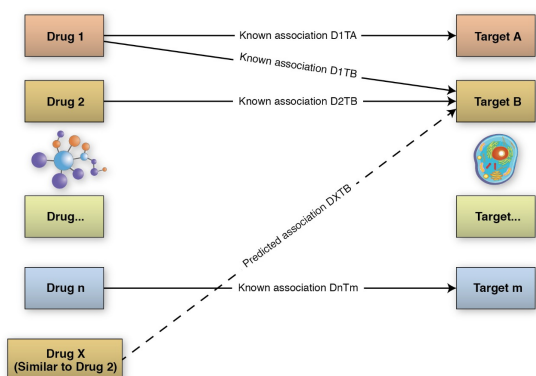 Drug 1
Known association D1TA
Target A
Known association D1TB
Drug 2
Known association D2TB
Target B
Predicted association DXTB
Drug...
Target...
Drug n
Known association DnTm
Target m
Drug X
(Similar to Drug 2)